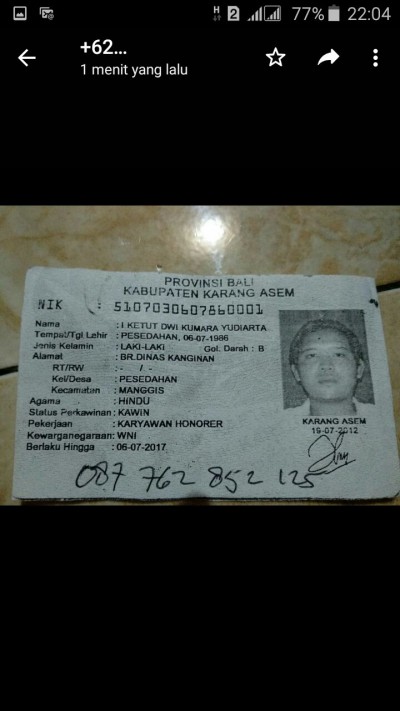 H 2 77% 22:04
+62...
1 menit yang lalu
PROVINSI BALI
KABUPATEN KARANG ASEM
NIK : 5107030607860001
Nama : I KETUT DWI KUMARA YUDIARTA
Tempat/Tgl Lahir : PESEDAHAN, 06-07-1986
Jenis Kelamin : LAKI-LAKI Gol. Darah : B
Alamat : BR.DINAS KANGINAN
RT/RW : - / -
Kel/Desa : PESEDAHAN
Kecamatan : MANGGIS
Agama : HINDU
Status Perkawinan : KAWIN
Pekerjaan : KARYAWAN HONORER
Kewarganegaraan : WNI
Berlaku Hingga : 06-07-2017
KARANG ASEM
19-07-2012
087 762 852 125